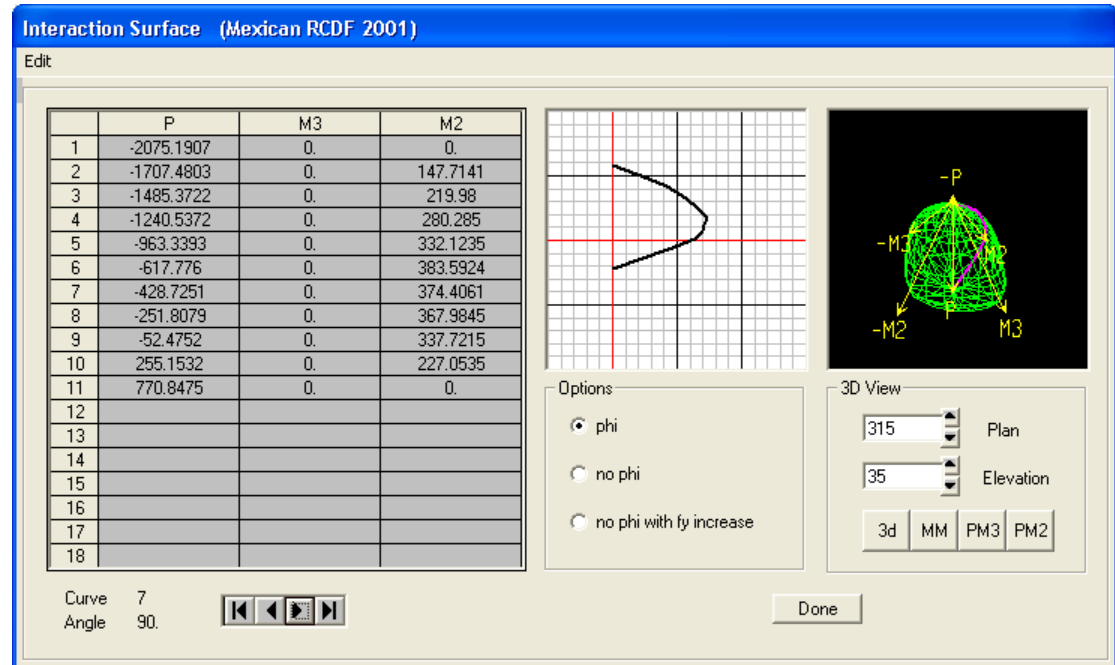 Interaction Surface (Mexican RCDF 2001)
Edit
P M3 M2
1 -2075.1907 0. 0.
2 -1707.4803 0. 147.7141
3 -1485.3722 0. 219.98
4 -1240.5372 0. 280.285
5 -963.3393 0. 332.1235
6 -617.776 0. 383.5924
7 -428.7251 0. 374.4061
8 -251.8079 0. 367.9845
9 -52.4752 0. 337.7215
10 255.1532 0. 227.0535
11 770.8475 0. 0.
12
13
14
15
16
17
18
Curve 7
Angle 90.
-P
-M3 M2
P
-M2 M3
Options
phi
no phi
no phi with fy increase
3D View
315 Plan
35 Elevation
3d MM PM3 PM2
Done